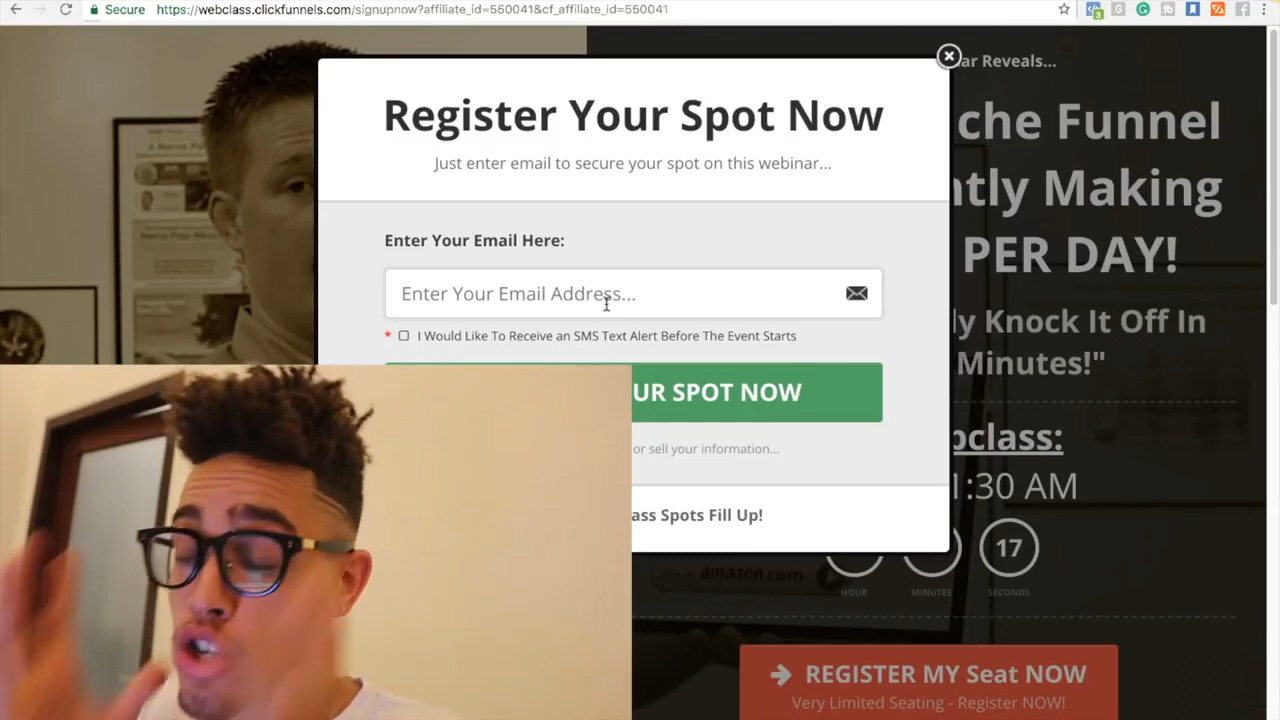 Secure
https://webclass.clickfunnels.com/signupnow?affiliate_id=550041&cf_affiliate_id=550041
ar Reveals...
Register Your Spot Now
Just enter email to secure your spot on this webinar...
che Funnel
ntly Making
PER DAY!
Enter Your Email Here:
Enter Your Email Address...
* I Would Like To Receive an SMS Text Alert Before The Event Starts
ly Knock It Off In
Minutes!"
UR SPOT NOW
or sell your information...
bclass:
1:30 AM
ass Spots Fill Up!
17
amazon.com
HOUR
MINUTES
SECONDS
REGISTER MY Seat NOW
Very Limited Seating - Register NOW!